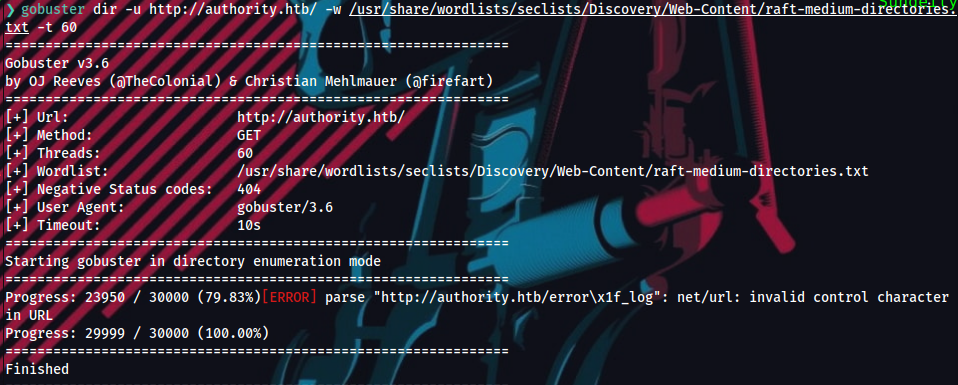 ❯ gobuster dir -u http://authority.htb/ -w /usr/share/wordlists/seclists/Discovery/Web-Content/raft-medium-directories.
txt -t 60
===============================================================
Gobuster v3.6
by OJ Reeves (@TheColonial) & Christian Mehlmauer (@firefart)
===============================================================
[+] Url:                     http://authority.htb/
[+] Method:                  GET
[+] Threads:                 60
[+] Wordlist:                /usr/share/wordlists/seclists/Discovery/Web-Content/raft-medium-directories.txt
[+] Negative Status codes:   404
[+] User Agent:              gobuster/3.6
[+] Timeout:                 10s
===============================================================
Starting gobuster in directory enumeration mode
===============================================================
Progress: 23950 / 30000 (79.83%)[ERROR] parse "http://authority.htb/error\x1f_log": net/url: invalid control character
in URL
Progress: 29999 / 30000 (100.00%)
===============================================================
Finished